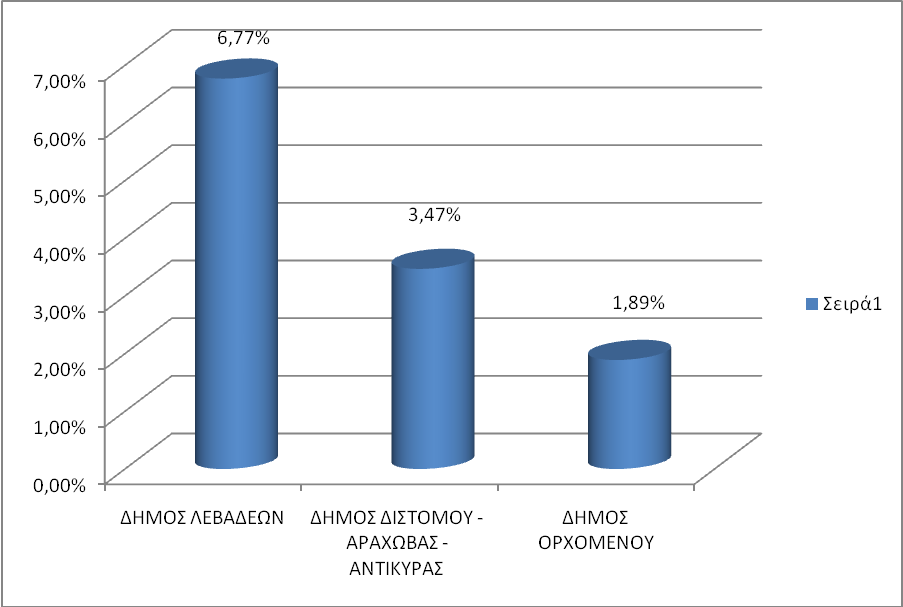 6,77%
7,00%
6,00%
5,00%
3,47%
4,00%
3,00%
1,89%
Σειρά1
2,00%
1,00%
0,00%
ΔΗΜΟΣ ΛΕΒΑΔΕΩΝ
ΔΗΜΟΣ ΔΙΣΤΟΜΟΥ -
ΑΡΑΧΩΒΑΣ -
ΑΝΤΙΚΥΡΑΣ
ΔΗΜΟΣ
ΟΡΧΟΜΕΝΟΥ